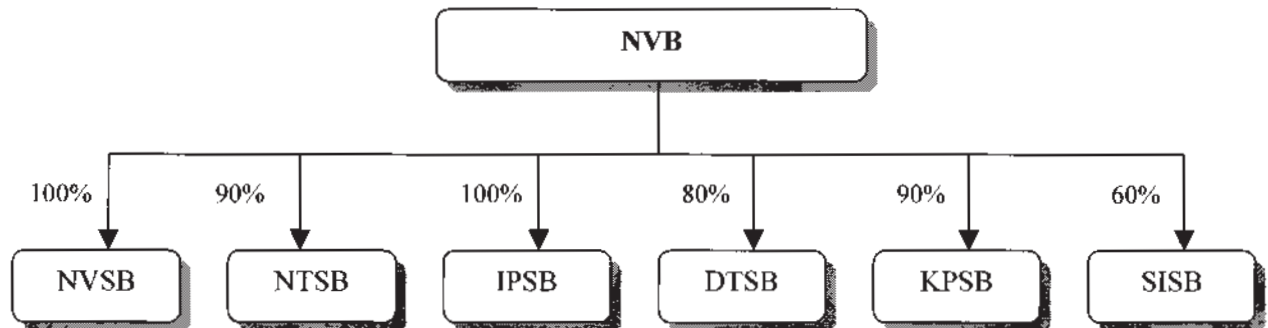 NVB
100% 90% 100% 80% 90% 60%
NVSB NTSB IPSB DTSB KPSB SISB